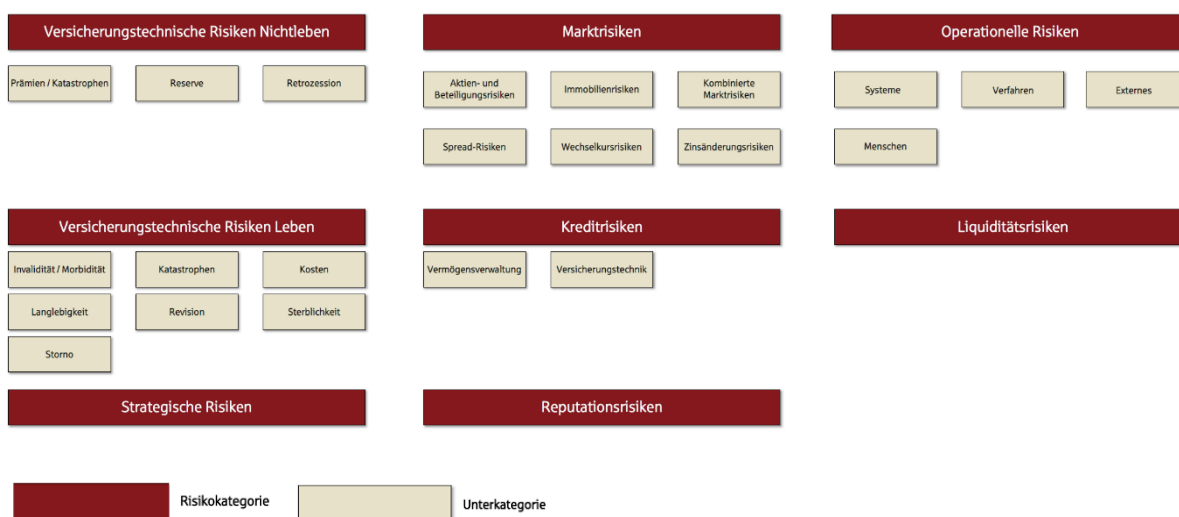 Versicherungstechnische Risiken Nichtleben
Prämien / Katastrophen
Reserve
Retrozession
Marktrisiken
Aktien- und
Beteiligungsrisiken
Immobilienrisiken
Kombinierte
Marktrisiken
Spread-Risiken
Wechselkursrisiken
Zinsänderungsrisiken
Operationelle Risiken
Systeme
Verfahren
Externes
Menschen
Versicherungstechnische Risiken Leben
Invalidität / Morbidität
Katastrophen
Kosten
Langlebigkeit
Revision
Sterblichkeit
Storno
Kreditrisiken
Vermögensverwaltung
Versicherungstechnik
Liquiditätsrisiken
Strategische Risiken
Reputationsrisiken
Risikokategorie
Unterkategorie